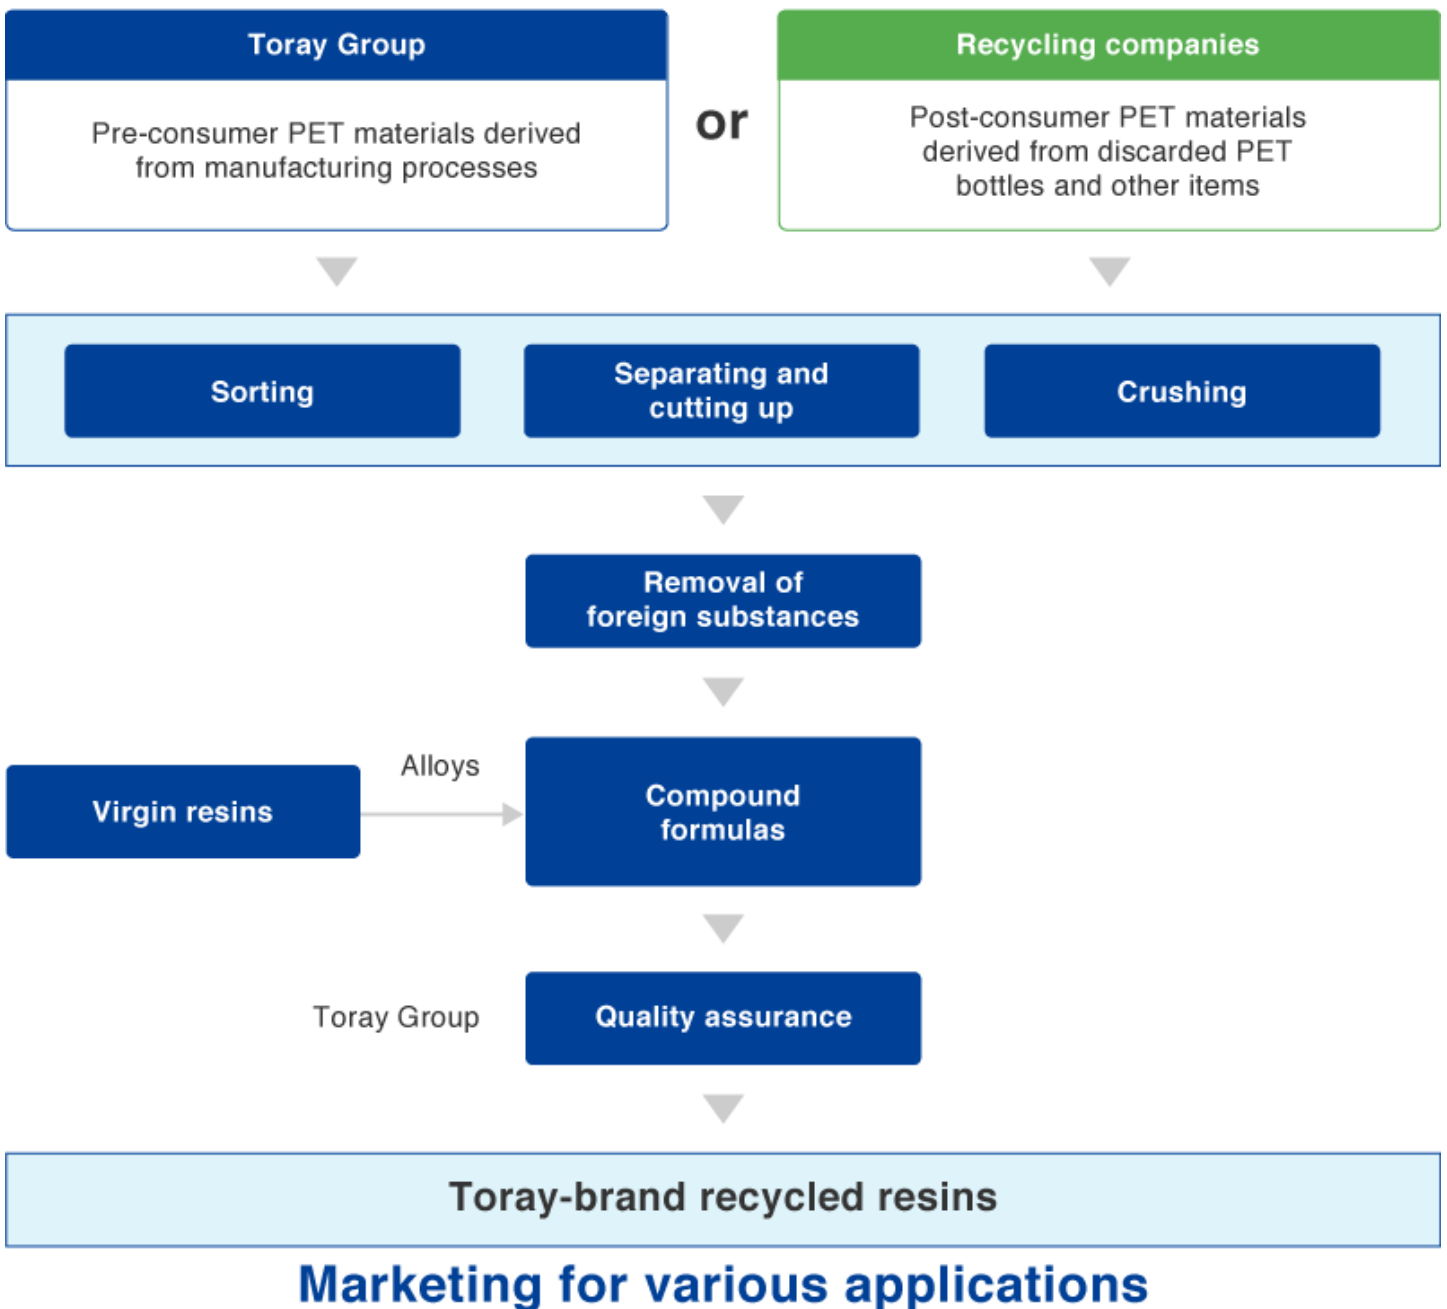 Toray Group
Pre-consumer PET materials derived
from manufacturing processes
or
Recycling companies
Post-consumer PET materials
derived from discarded PET
bottles and other items
Sorting
Separating and
cutting up
Crushing
Removal of
foreign substances
Virgin resins
Alloys
Compound
formulas
Toray Group
Quality assurance
Toray-brand recycled resins
Marketing for various applications